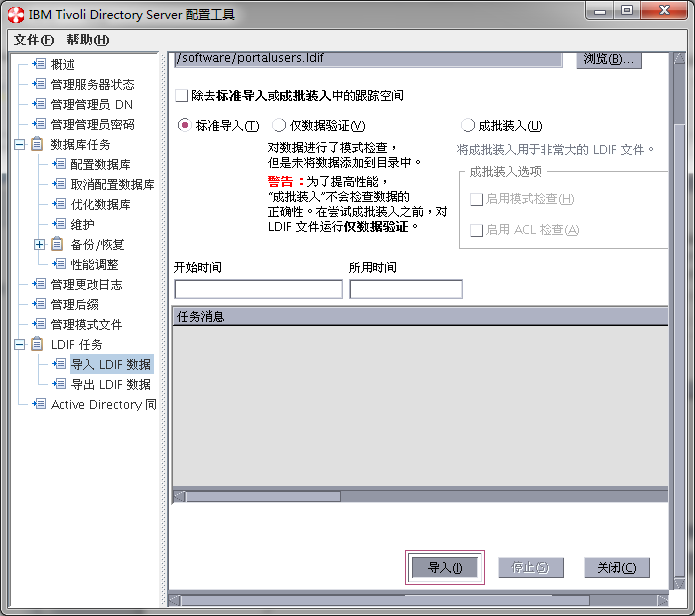 IBM Tivoli Directory Server 配置工具
文件(F) 帮助(H)
概述
管理服务器状态
管理管理员 DN
管理管理员密码
数据库任务
配置数据库
取消配置数据库
优化数据库
维护
备份/恢复
性能调整
管理更改日志
管理后缀
管理模式文件
LDIF 任务
导入 LDIF 数据
导出 LDIF 数据
Active Directory 同
/software/portalusers.ldif
浏览(B)...
除去标准导入或成批装入中的跟踪空间
标准导入(T)
仅数据验证(V)
成批装入(U)
对数据进行了模式检查，
但是未将数据添加到目录中。
警告：为了提高性能，
“成批装入”不会检查数据的
正确性。在尝试成批装入之前，对
LDIF 文件运行仅数据验证。
将成批装入用于非常大的 LDIF 文件。
成批装入选项
启用模式检查(H)
启用 ACL 检查(A)
开始时间
所用时间
任务消息
导入(I)
停止(S)
关闭(C)